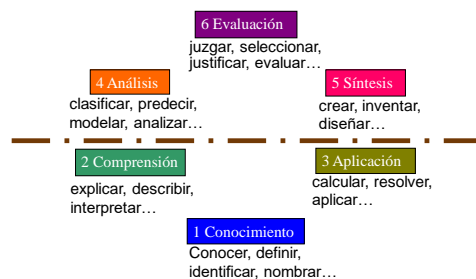 6 Evaluación
juzgar, seleccionar,
justificar, evaluar…
4 Análisis
clasificar, predecir,
modelar, analizar…
5 Síntesis
crear, inventar,
diseñar…
2 Comprensión
explicar, describir,
interpretar…
3 Aplicación
calcular, resolver,
aplicar…
1 Conocimiento
Conocer, definir,
identificar, nombrar…